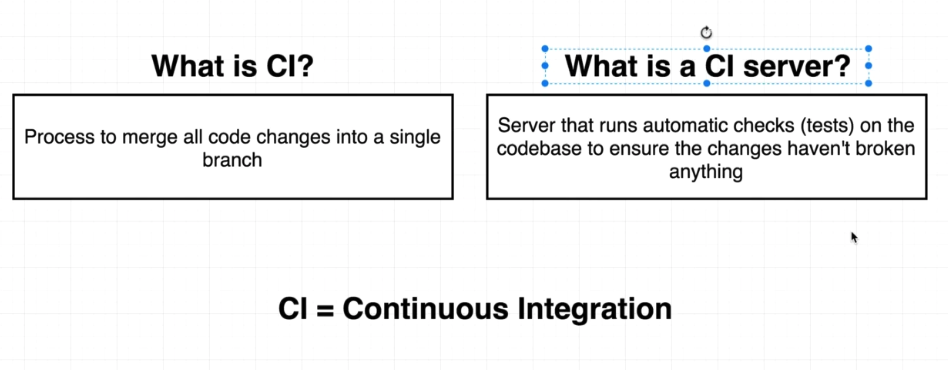 What is CI?
Process to merge all code changes into a single
branch
What is a CI server?
Server that runs automatic checks (tests) on the
codebase to ensure the changes haven't broken
anything
CI = Continuous Integration